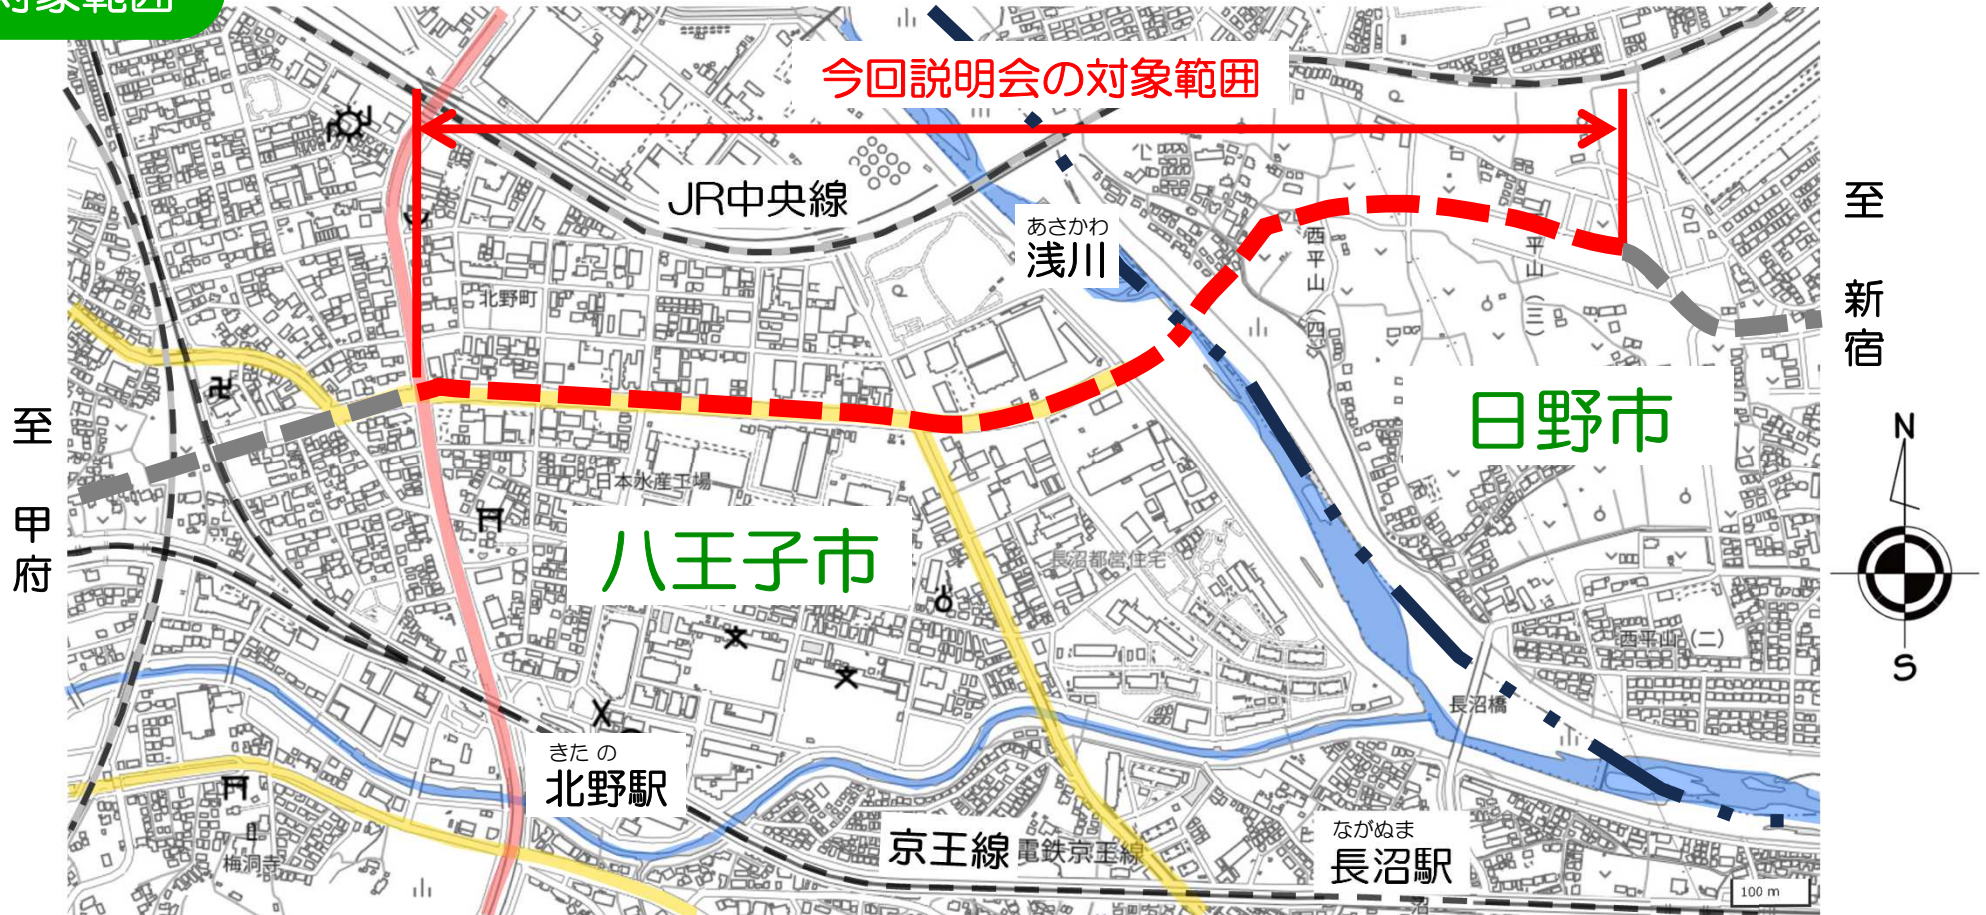 対象範囲
今回説明会の対象範囲
JR中央線
あさかわ
浅川
西平山(四)
平山(三)
至 新宿
北野町
日野市
至 甲府
N
S
日本水産工場
八王子市
長沼都営住宅
西平山(二)
長沼橋
きたの
北野駅
梅洞寺
京王線
電鉄京王線
ながぬま
長沼駅
100 m